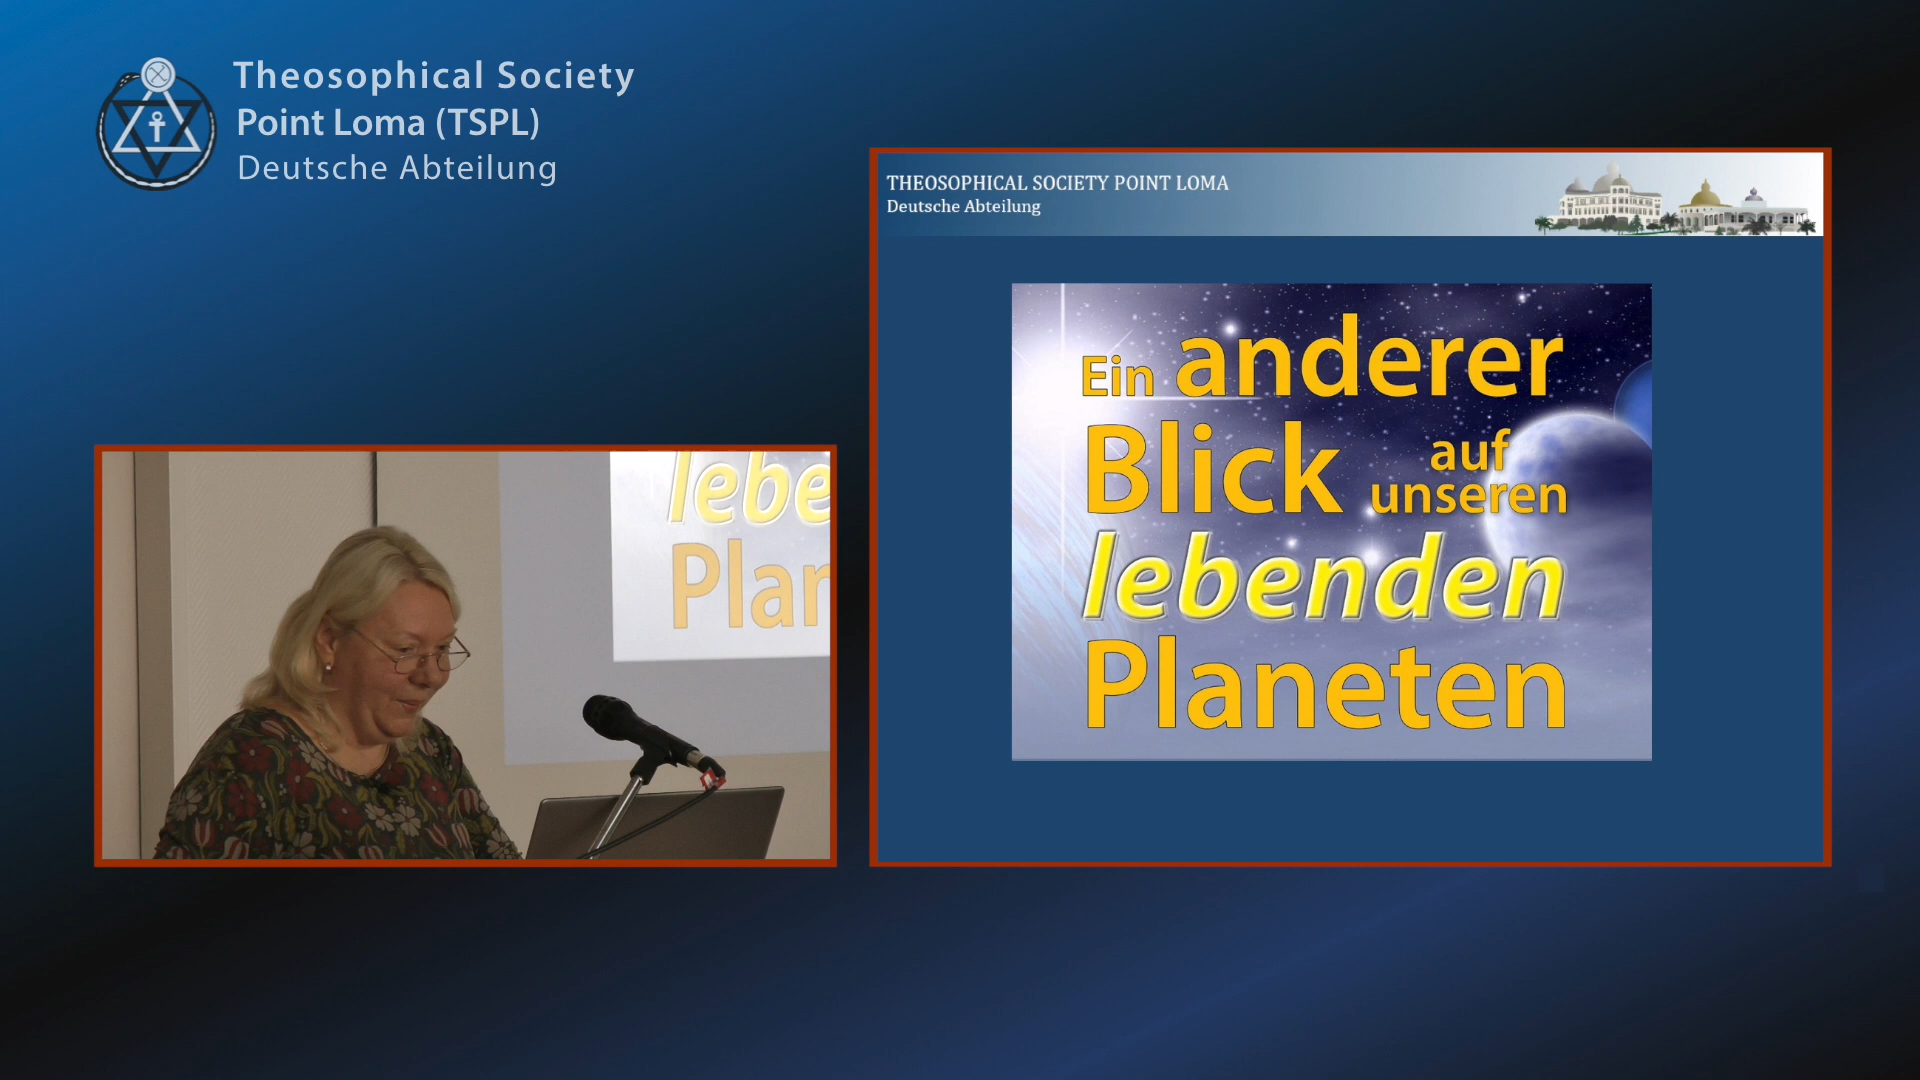 Theosophical Society
Point Loma (TSPL)
Deutsche Abteilung
THEOSOPHICAL SOCIETY POINT LOMA
Deutsche Abteilung
Ein anderer
Blick auf
unseren
lebenden
Planeten
lebe
Plan